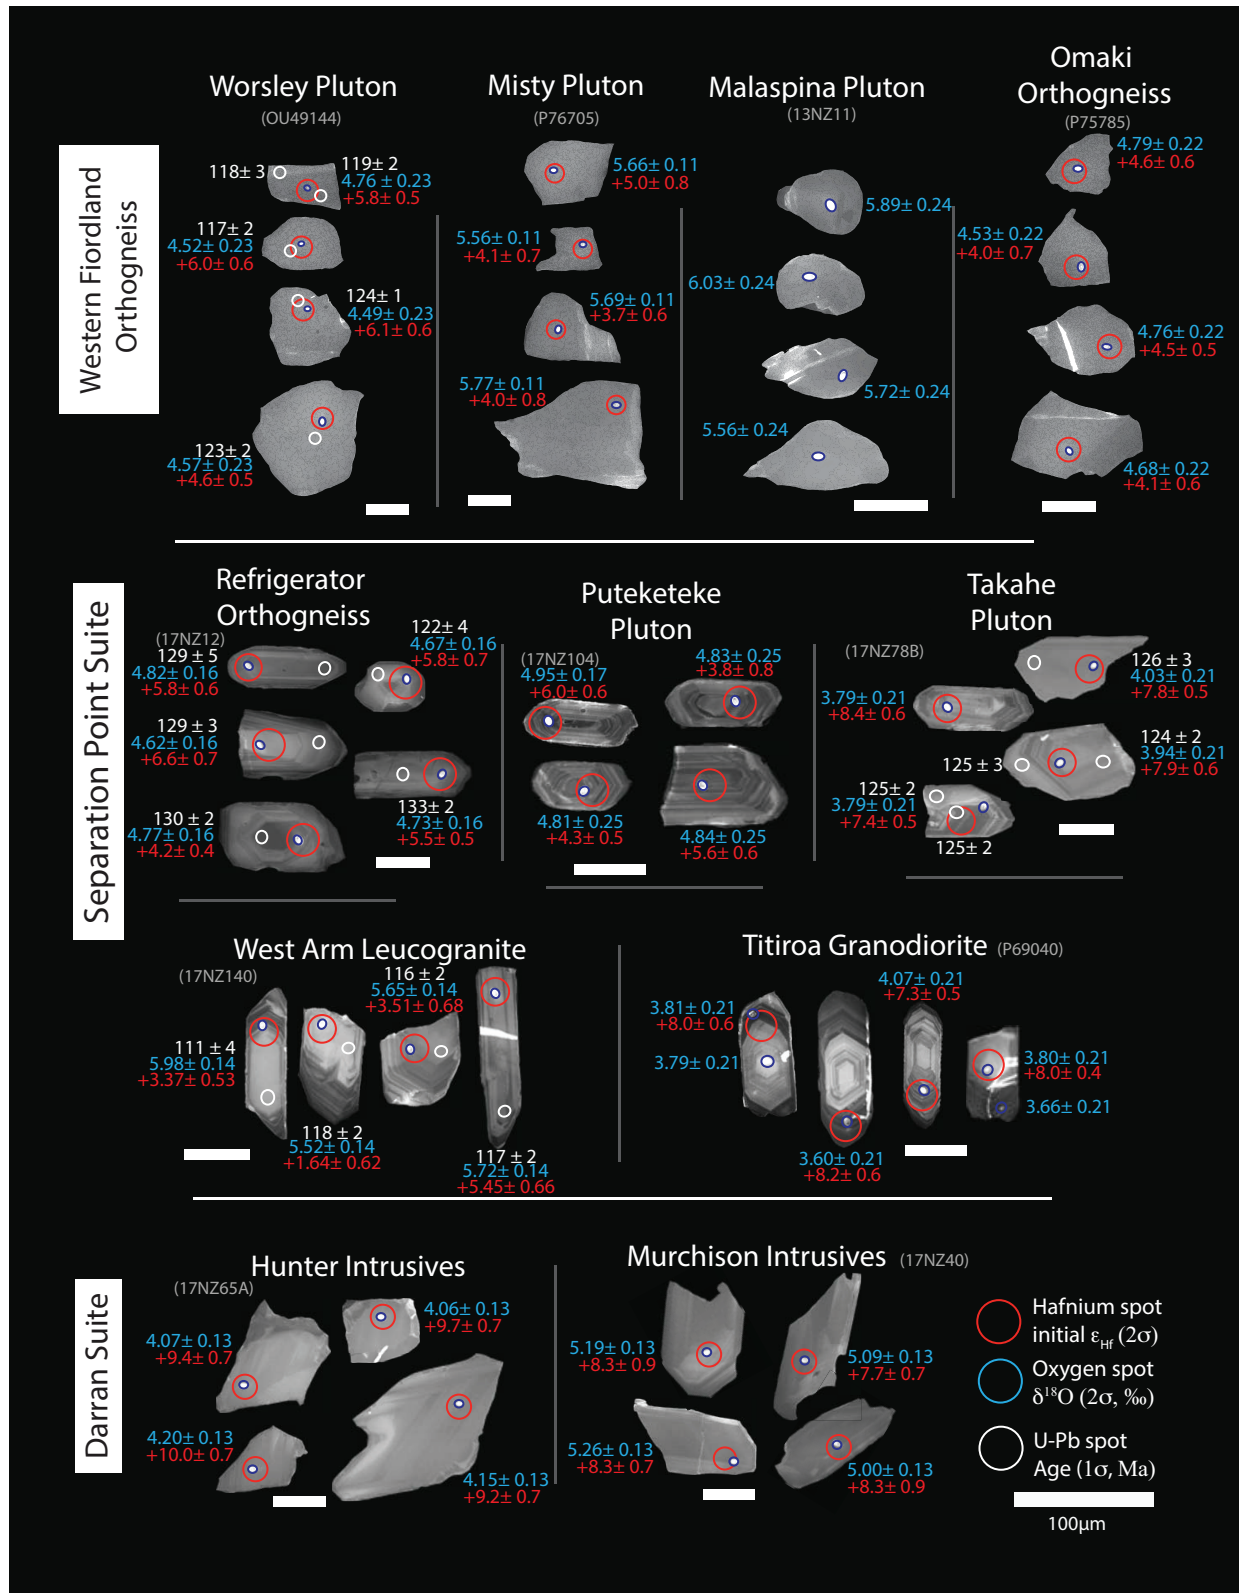 Western Fiordland
Orthogneiss
Worsley Pluton
(OU49144)
118± 3
119± 2
4.76 ± 0.23
+5.8± 0.5
117± 2
4.52± 0.23
+6.0± 0.6
124± 1
4.49± 0.23
+6.1± 0.6
123± 2
4.57± 0.23
+4.6± 0.5
Misty Pluton
(P76705)
5.66± 0.11
+5.0± 0.8
5.56± 0.11
+4.1± 0.7
5.69± 0.11
+3.7± 0.6
5.77± 0.11
+4.0± 0.8
Malaspina Pluton
(13NZ11)
5.89± 0.24
6.03± 0.24
5.72± 0.24
5.56± 0.24
Omaki
Orthogneiss
(P75785)
4.79± 0.22
+4.6± 0.6
4.53± 0.22
+4.0± 0.7
4.76± 0.22
+4.5± 0.5
4.68± 0.22
+4.1± 0.6
Separation Point Suite
Refrigerator
Orthogneiss
(17NZ12)
129± 5
4.82± 0.16
+5.8± 0.6
122± 4
4.67± 0.16
+5.8± 0.7
129± 3
4.62± 0.16
+6.6± 0.7
133± 2
4.73± 0.16
+5.5± 0.5
130± 2
4.77± 0.16
+4.2± 0.4
Puteketeke
Pluton
(17NZ104)
4.95± 0.17
+6.0± 0.6
4.83± 0.25
+3.8± 0.8
4.81± 0.25
+4.3± 0.5
4.84± 0.25
+5.6± 0.6
Takahe
Pluton
(17NZ78B)
126± 3
4.03± 0.21
+7.8± 0.5
3.79± 0.21
+8.4± 0.6
124± 2
3.94± 0.21
+7.9± 0.6
125± 3
125± 2
3.79± 0.21
+7.4± 0.5
125± 2
West Arm Leucogranite
(17NZ140)
111± 4
5.98± 0.14
+3.37± 0.53
118± 2
5.52± 0.14
+1.64± 0.62
116± 2
5.65± 0.14
+3.51± 0.68
117± 2
5.72± 0.14
+5.45± 0.66
Titiroa Granodiorite (P69040)
3.81± 0.21
+8.0± 0.6
3.79± 0.21
3.60± 0.21
+8.2± 0.6
4.07± 0.21
+7.3± 0.5
3.80± 0.21
+8.0± 0.4
3.66± 0.21
Darran Suite
Hunter Intrusives
(17NZ65A)
4.07± 0.13
+9.4± 0.7
4.06± 0.13
+9.7± 0.7
4.20± 0.13
+10.0± 0.7
4.15± 0.13
+9.2± 0.7
Murchison Intrusives (17NZ40)
5.19± 0.13
+8.3± 0.9
5.09± 0.13
+7.7± 0.7
5.26± 0.13
+8.3± 0.7
5.00± 0.13
+8.3± 0.9
Hafnium spot
initial εHf (2σ)
Oxygen spot
δ¹⁸O (2σ, ‰)
U-Pb spot
Age (1σ, Ma)
100μm